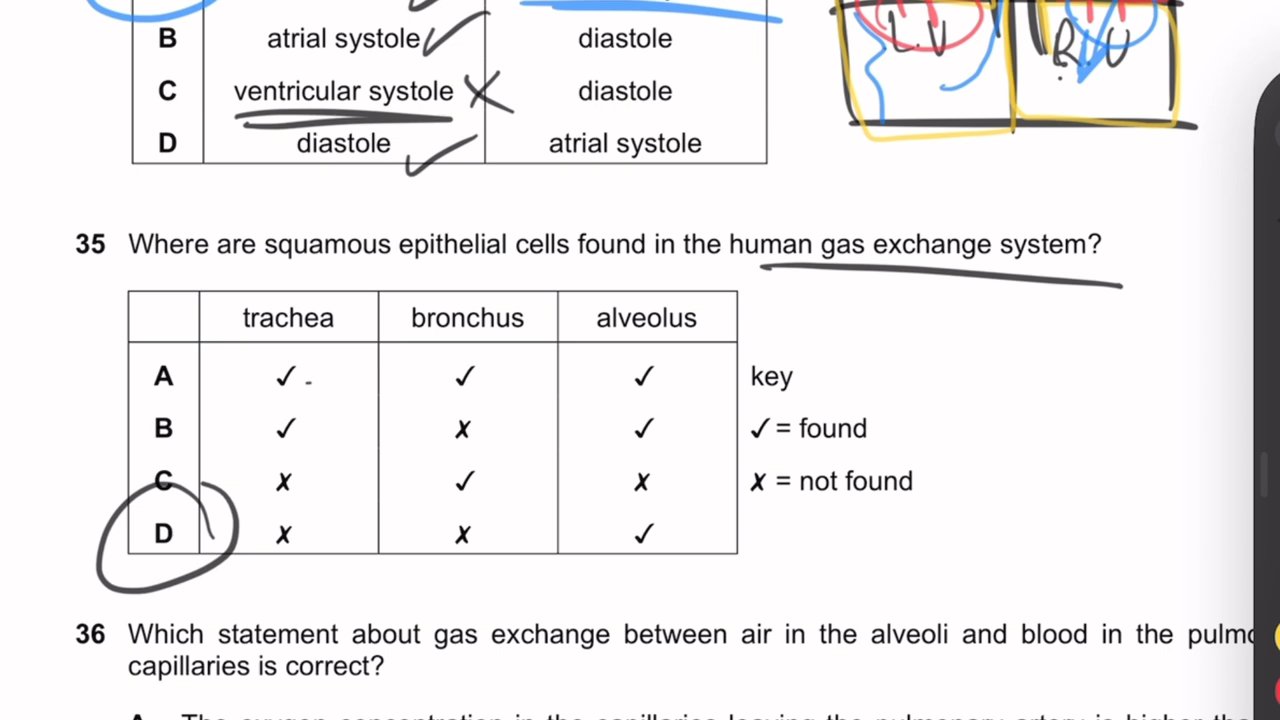 B atrial systole ✓ diastole
L.V R.V
C ventricular systole X diastole
D diastole ✓ atrial systole
35 Where are squamous epithelial cells found in the human gas exchange system?
trachea bronchus alveolus
A ✓ ✓ ✓ key
B ✓ ✗ ✓ ✓ = found
C ✗ ✓ ✗ ✗ = not found
D ✗ ✗ ✓
36 Which statement about gas exchange between air in the alveoli and blood in the
capillaries is correct?